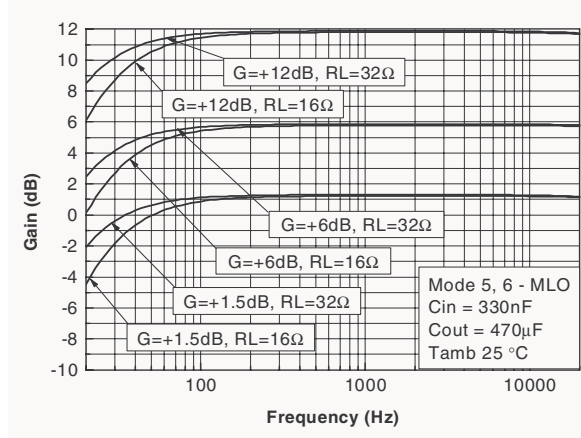 12
10
8
6
4
2
0
-2
-4
-6
-8
-10
Gain (dB)
G=+12dB, RL=32Ω
G=+12dB, RL=16Ω
G=+6dB, RL=32Ω
G=+6dB, RL=16Ω
G=+1.5dB, RL=32Ω
G=+1.5dB, RL=16Ω
Mode 5, 6 - MLO
Cin = 330nF
Cout = 470μF
Tamb 25 °C
100 1000 10000
Frequency (Hz)